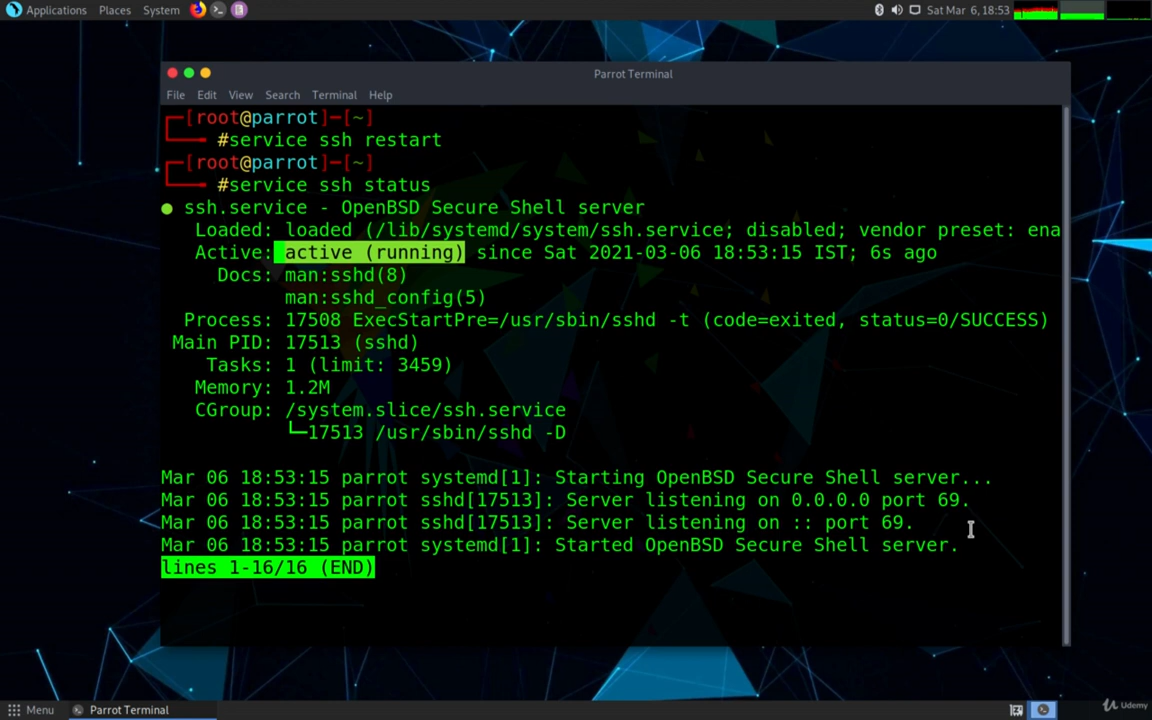 Applications Places System Sat Mar 6, 18:53
Parrot Terminal
File Edit View Search Terminal Help
┌─[root@parrot]─[~]
└──╼ #service ssh restart
┌─[root@parrot]─[~]
└──╼ #service ssh status
● ssh.service - OpenBSD Secure Shell server
Loaded: loaded (/lib/systemd/system/ssh.service; disabled; vendor preset: ena
Active: active (running) since Sat 2021-03-06 18:53:15 IST; 6s ago
Docs: man:sshd(8)
man:sshd_config(5)
Process: 17508 ExecStartPre=/usr/sbin/sshd -t (code=exited, status=0/SUCCESS)
Main PID: 17513 (sshd)
Tasks: 1 (limit: 3459)
Memory: 1.2M
CGroup: /system.slice/ssh.service
└─17513 /usr/sbin/sshd -D
Mar 06 18:53:15 parrot systemd[1]: Starting OpenBSD Secure Shell server...
Mar 06 18:53:15 parrot sshd[17513]: Server listening on 0.0.0.0 port 69.
Mar 06 18:53:15 parrot sshd[17513]: Server listening on :: port 69.
Mar 06 18:53:15 parrot systemd[1]: Started OpenBSD Secure Shell server.
lines 1-16/16 (END)
Menu Parrot Terminal
Udemy